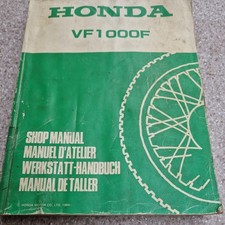 HONDA
VF1000F
SHOP MANUAL
MANUEL D'ATELIER
WERKSTATT-HANDBUCH
MANUAL DE TALLER